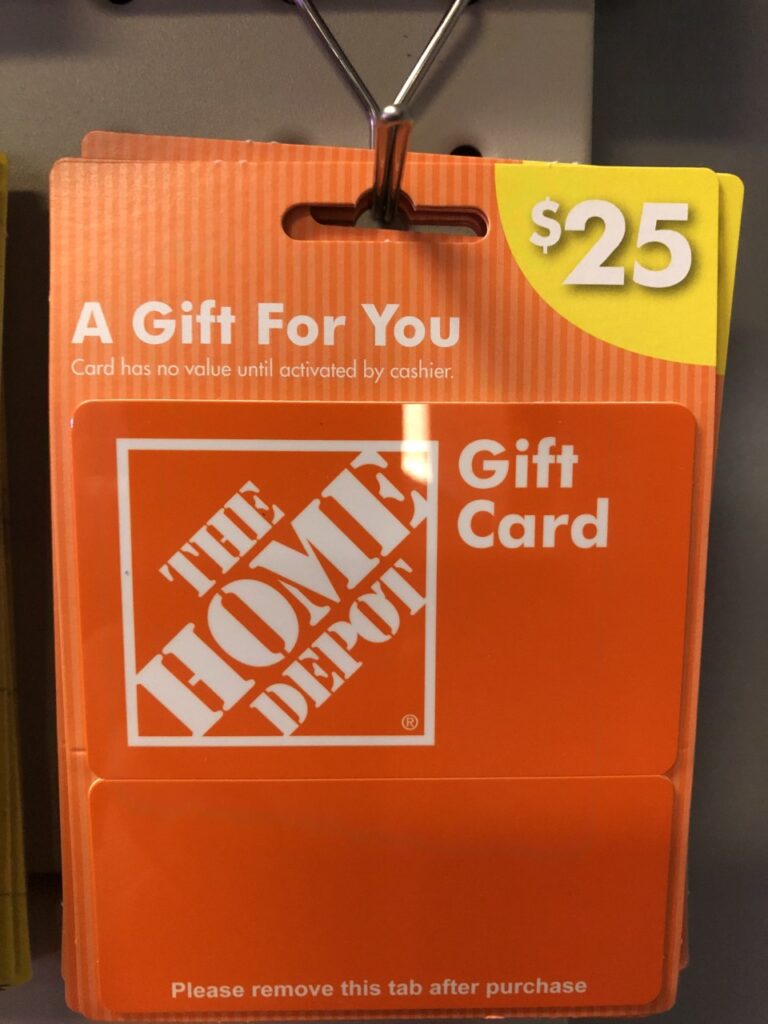 $25
A Gift For You
Card has no value until activated by cashier.
Gift
Card
THE
HOME
DEPOT
®
Please remove this tab after purchase